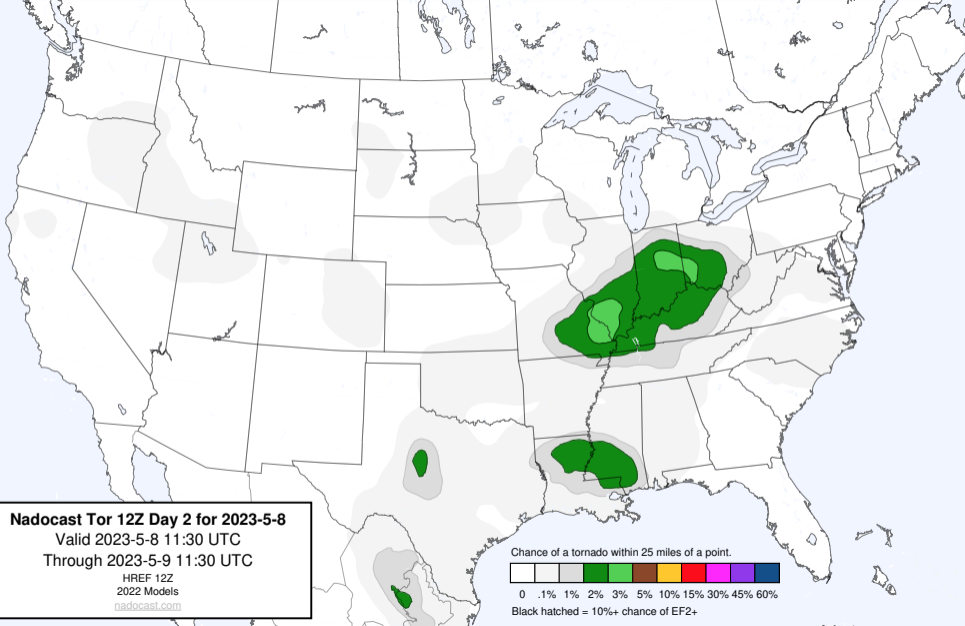 Nadocast Tor 12Z Day 2 for 2023-5-8
Valid 2023-5-8 11:30 UTC
Through 2023-5-9 11:30 UTC
HREF 12Z
2022 Models
nadocast.com
Chance of a tornado within 25 miles of a point.
0 .1% 1% 2% 3% 5% 10% 15% 30% 45% 60%
Black hatched = 10%+ chance of EF2+